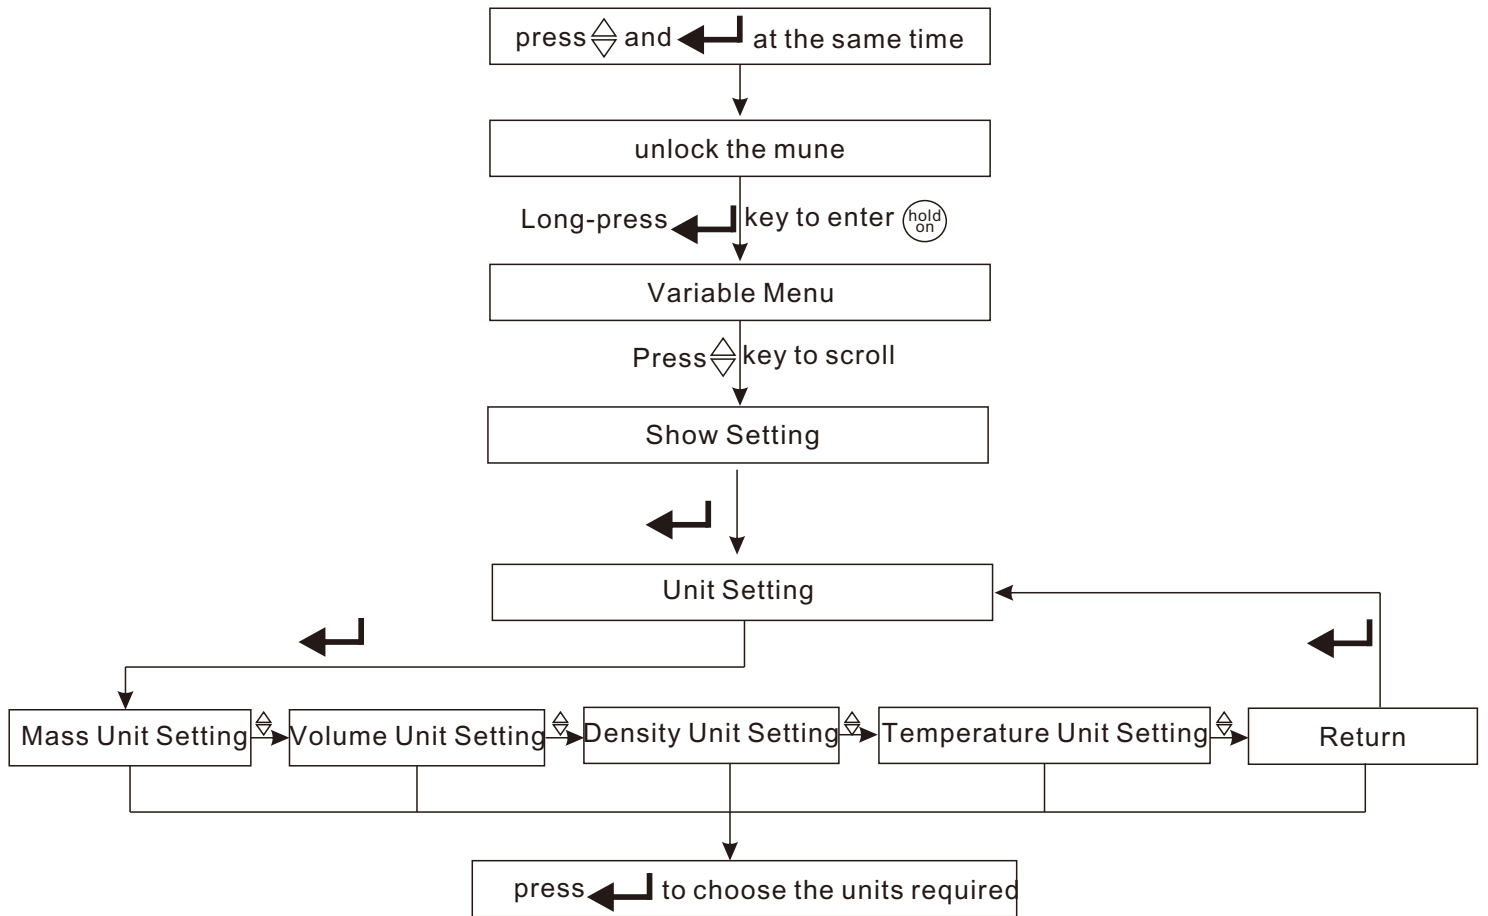 press and at the same time
unlock the mune
Long-press key to enter hold on
Variable Menu
Press key to scroll
Show Setting
Unit Setting
Mass Unit Setting Volume Unit Setting Density Unit Setting Temperature Unit Setting Return
press to choose the units required